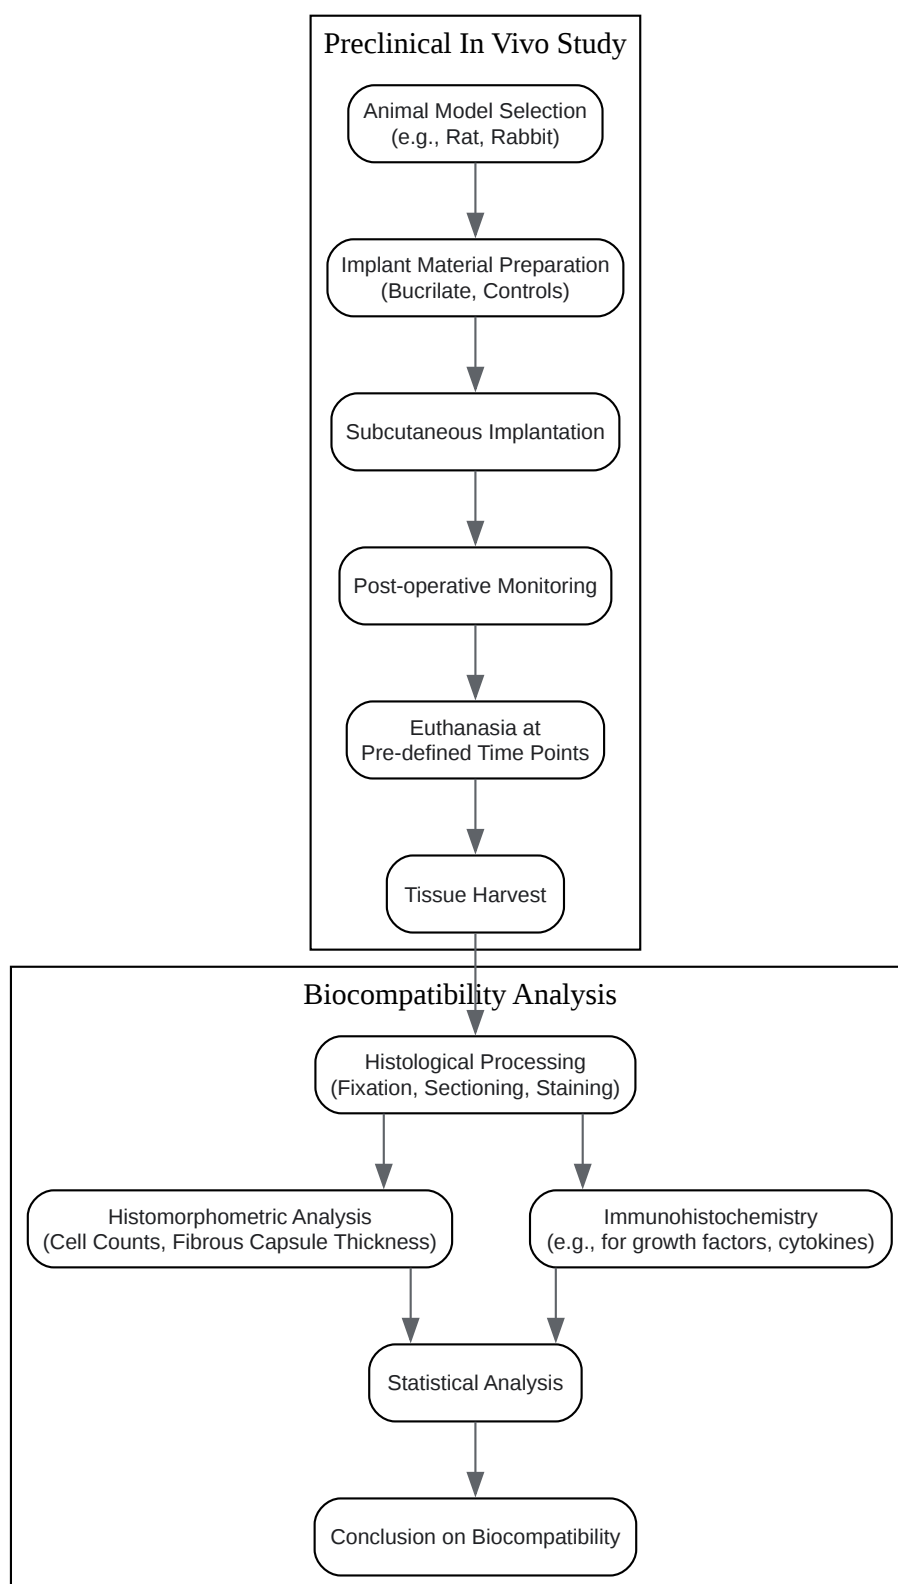 Preclinical In Vivo Study
Animal Model Selection
(e.g., Rat, Rabbit)
Implant Material Preparation
(Bucrilate, Controls)
Subcutaneous Implantation
Post-operative Monitoring
Euthanasia at
Pre-defined Time Points
Tissue Harvest
Biocompatibility Analysis
Histological Processing
(Fixation, Sectioning, Staining)
Histomorphometric Analysis
(Cell Counts, Fibrous Capsule Thickness)
Immunohistochemistry
(e.g., for growth factors, cytokines)
Statistical Analysis
Conclusion on Biocompatibility